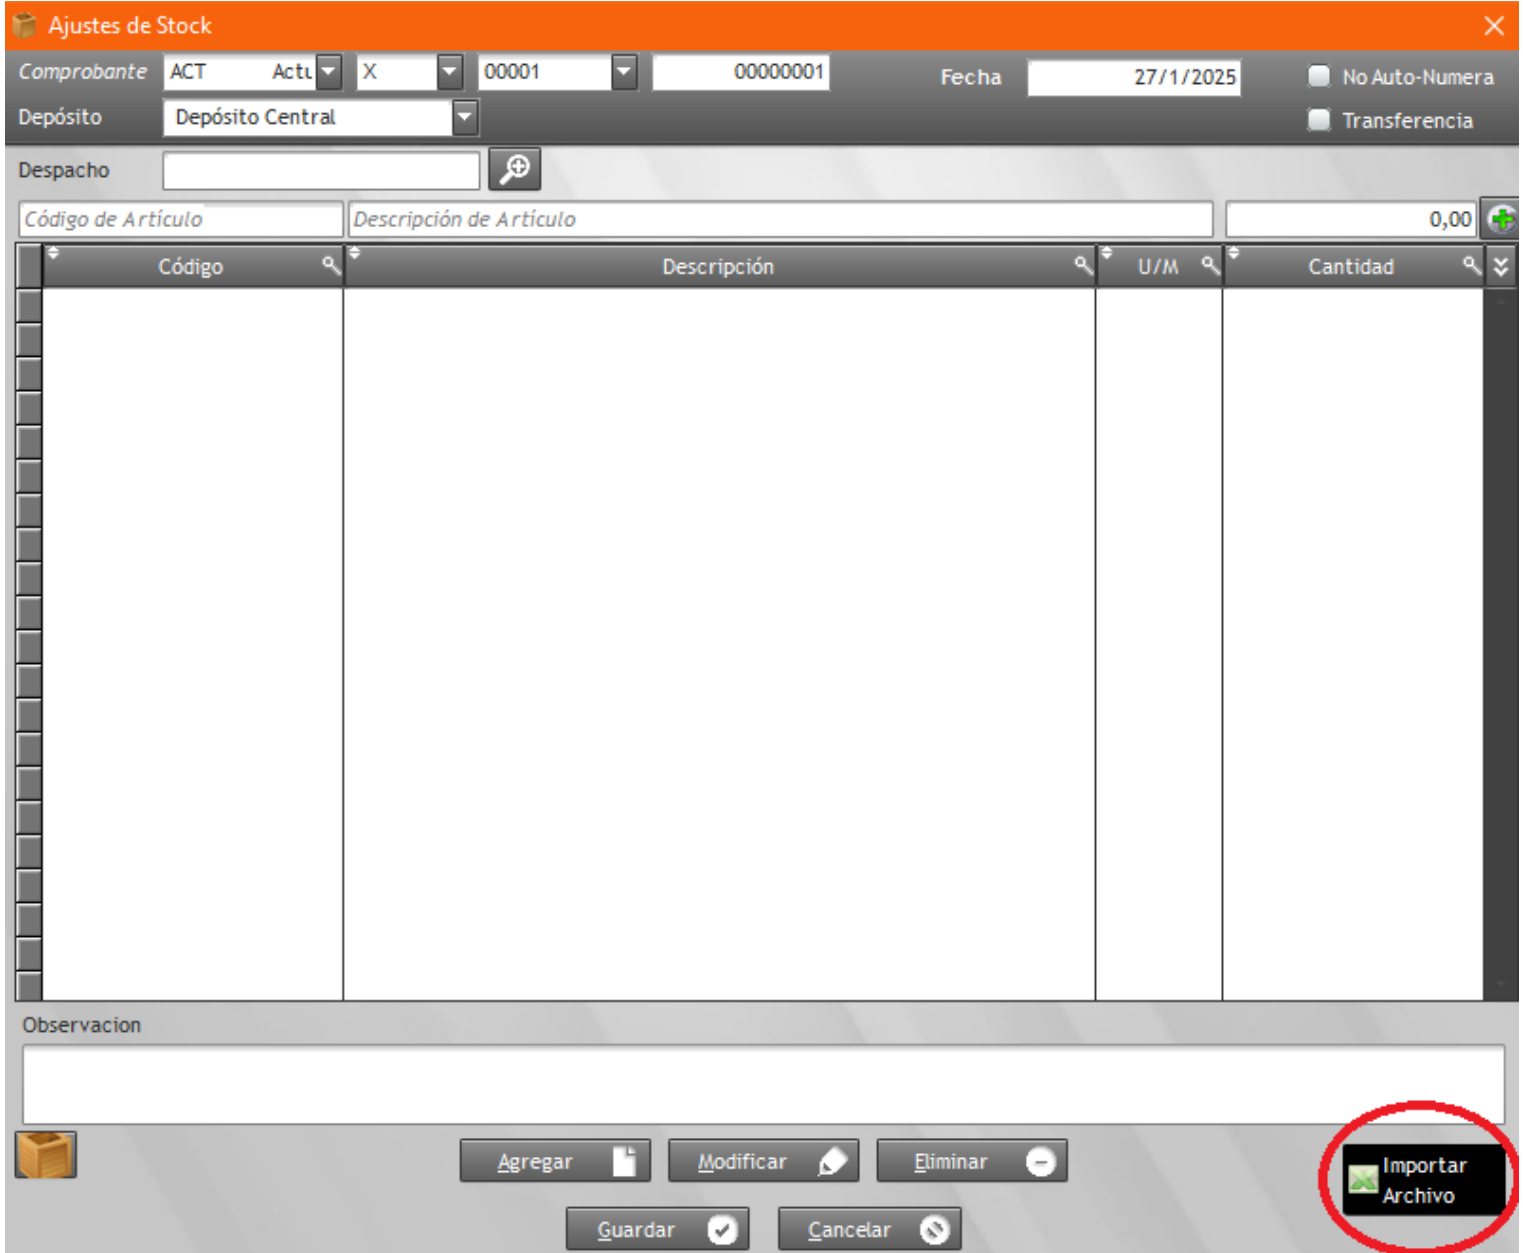 Ajustes de Stock
Comprobante ACT Actu X 00001 00000001 Fecha 27/1/2025 No Auto-Numera
Depósito Depósito Central Transferencia
Despacho
Código de Artículo Descripción de Artículo 0,00
Código Descripción U/M Cantidad
Observacion
Agregar Modificar Eliminar Importar
Archivo
Guardar Cancelar